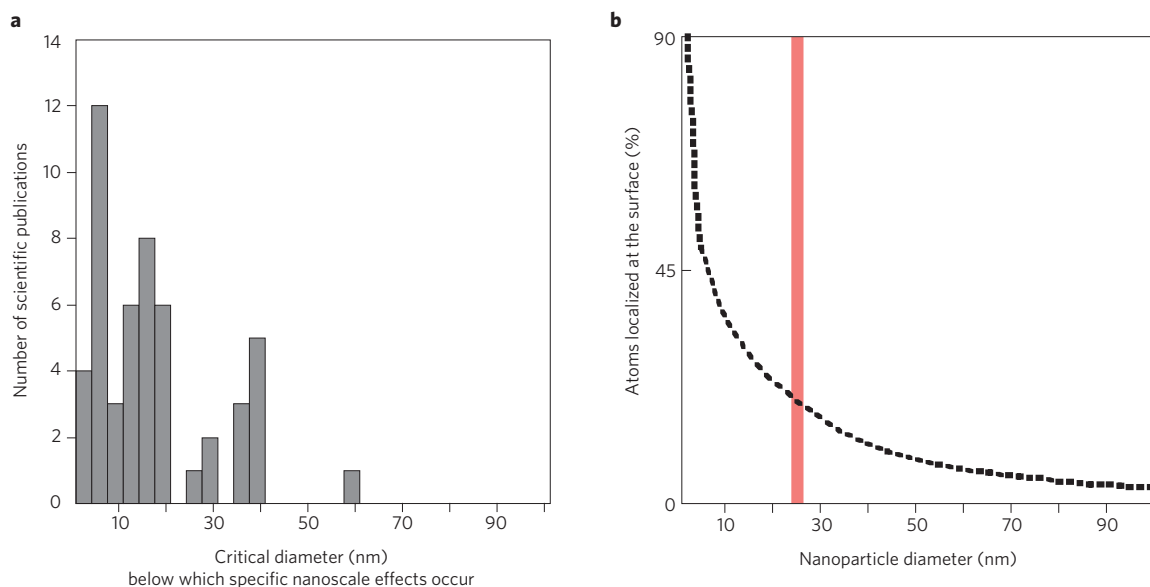 a
14
12
10
8
6
4
2
0
Number of scientific publications
10 30 50 70 90
Critical diameter (nm)
below which specific nanoscale effects occur
b
90
45
0
Atoms localized at the surface (%)
10 30 50 70 90
Nanoparticle diameter (nm)